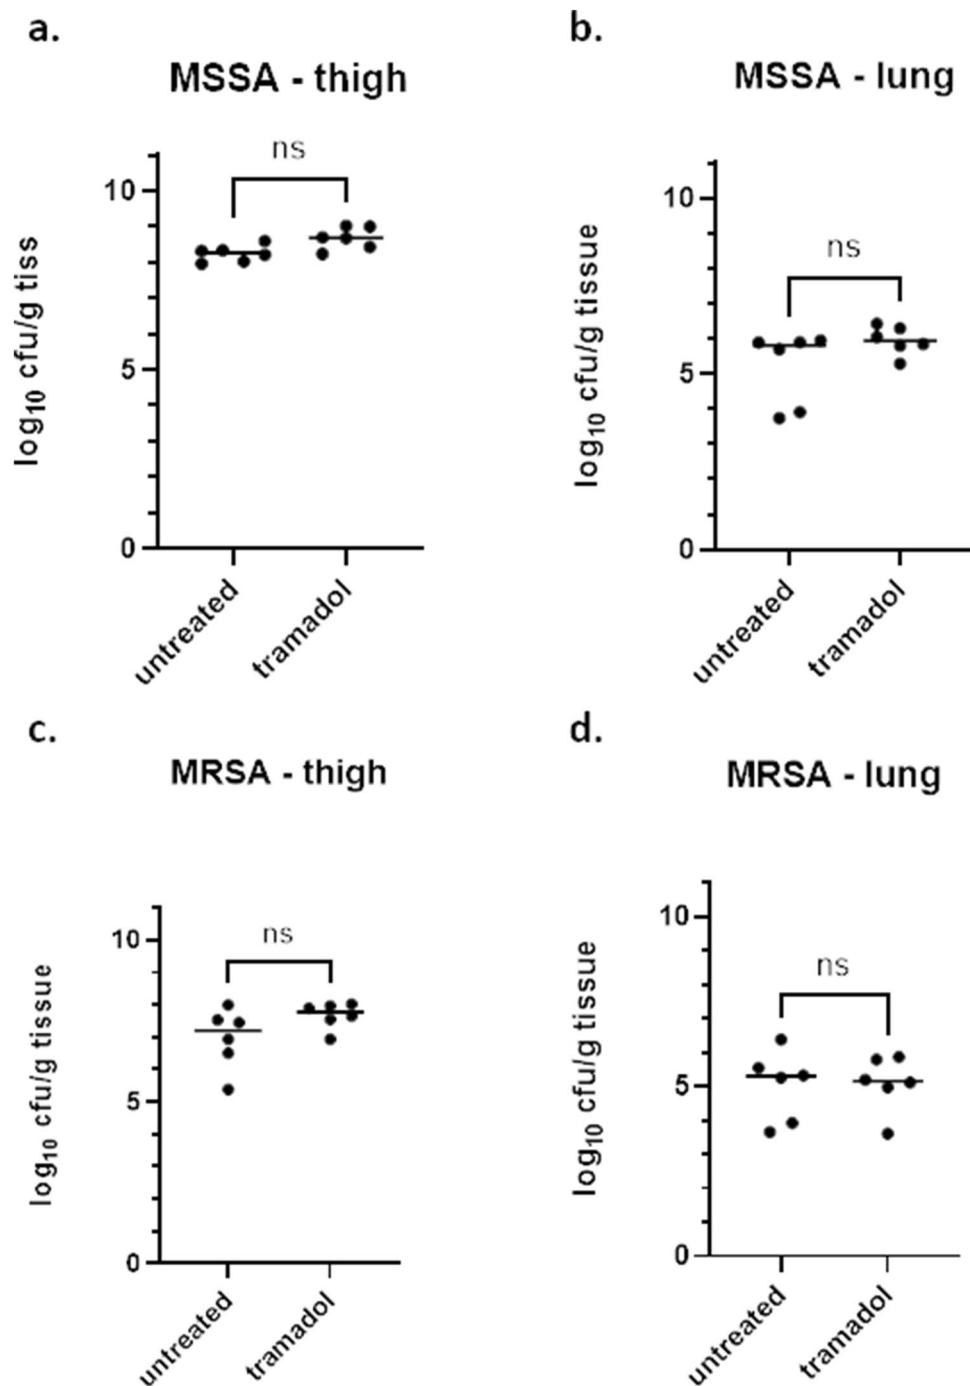 a.
MSSA - thigh
ns
10
5
0
log10 cfu/g tiss
untreated
tramadol
b.
MSSA - lung
ns
10
5
0
log10 cfu/g tissue
untreated
tramadol
c.
MRSA - thigh
ns
10
5
0
log10 cfu/g tissue
untreated
tramadol
d.
MRSA - lung
ns
10
5
0
log10 cfu/g tissue
untreated
tramadol